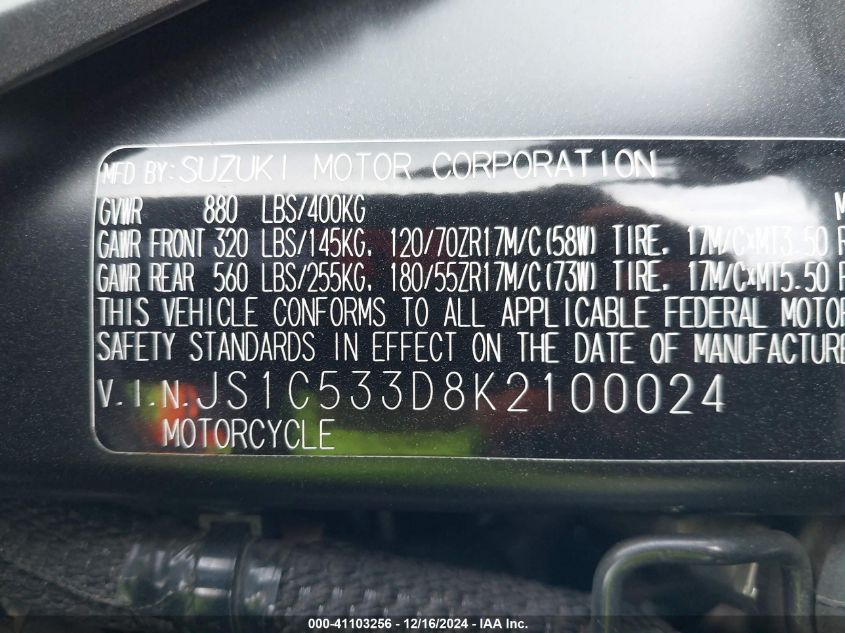 MFD BY: SUZUKI MOTOR CORPORATION
GVWR 880 LBS/400KG
GAWR FRONT 320 LBS/145KG, 120/70ZR17M/C(58W) TIRE, 17M/C×MT3.50
GAWR REAR 560 LBS/255KG, 180/55ZR17M/C(73W) TIRE, 17M/C×MT5.50
THIS VEHICLE CONFORMS TO ALL APPLICABLE FEDERAL MOTOR
SAFETY STANDARDS IN EFFECT ON THE DATE OF MANUFACTURE
V.I.N. JS1C533D8K2100024
MOTORCYCLE
000-41103256 - 12/16/2024 - IAA Inc.